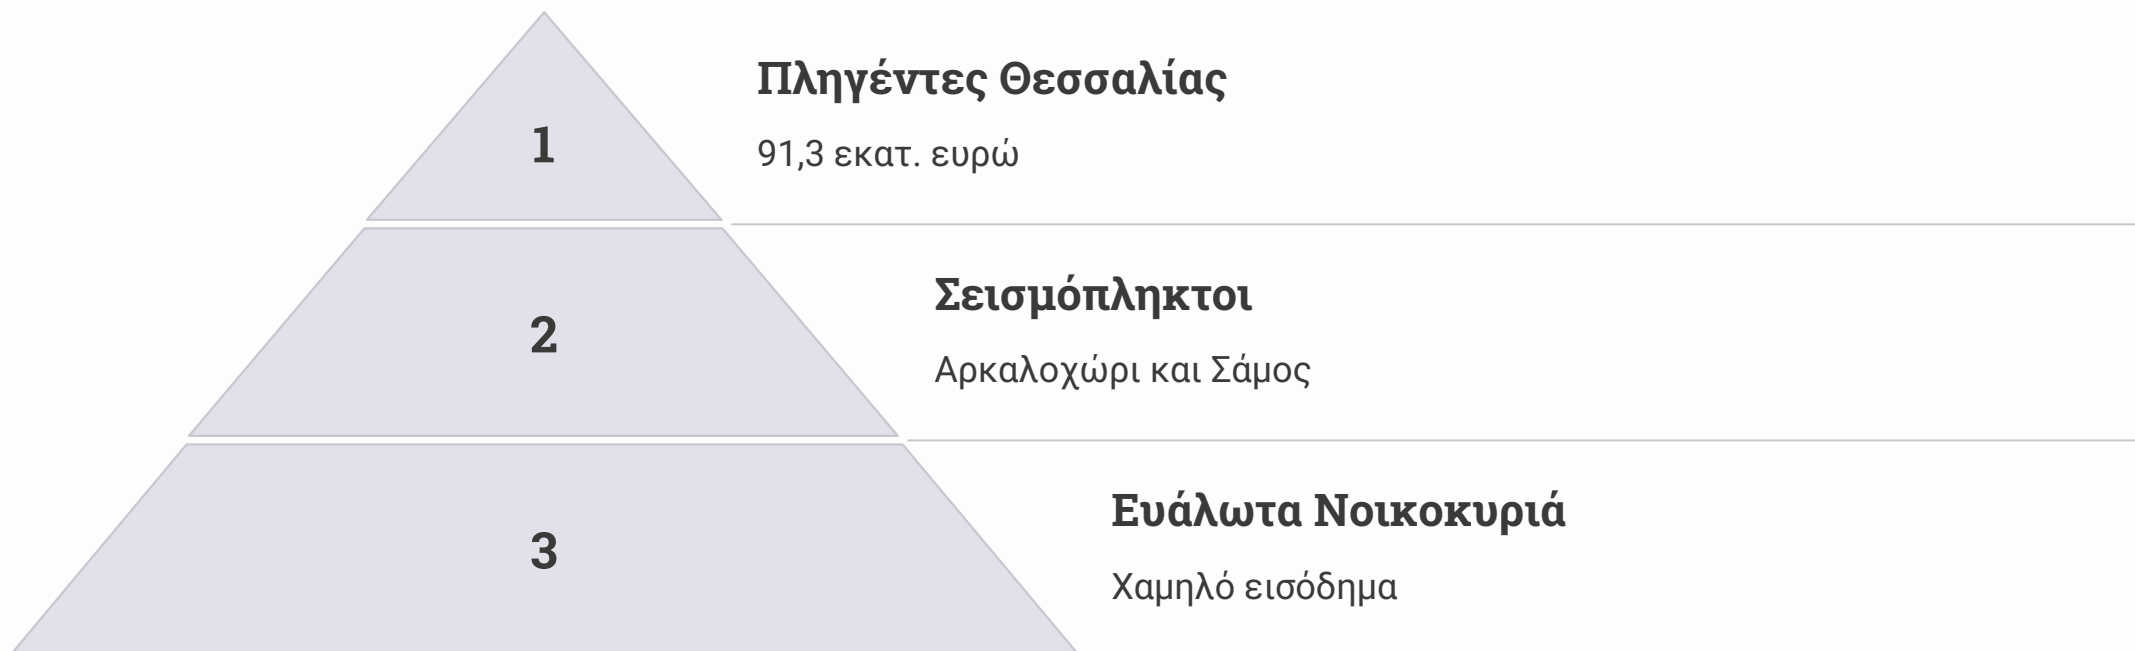 1
Πληγέντες Θεσσαλίας
91,3 εκατ. ευρώ
2
Σεισμόπληκτοι
Αρκαλοχώρι και Σάμος
3
Ευάλωτα Νοικοκυριά
Χαμηλό εισόδημα